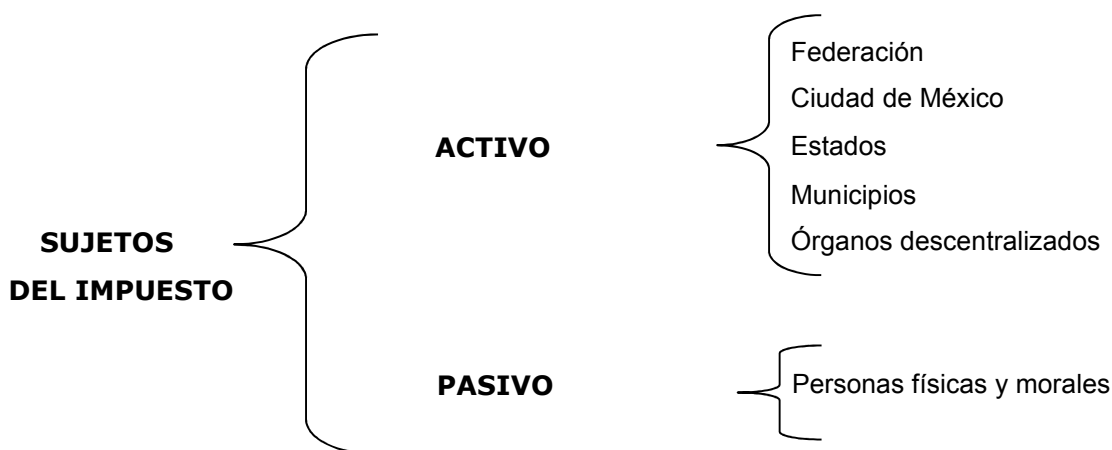 SUJETOS
DEL IMPUESTO
ACTIVO
Federación
Ciudad de México
Estados
Municipios
Órganos descentralizados
PASIVO
Personas físicas y morales